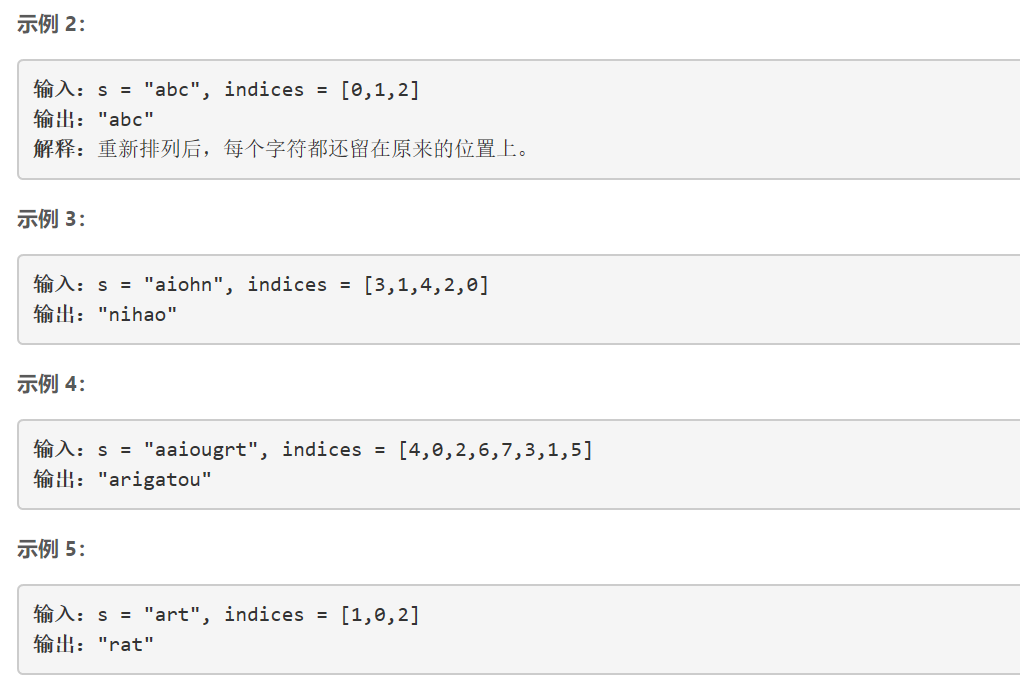 示例 2：
输入：s = "abc", indices = [0,1,2]
输出："abc"
解释：重新排列后，每个字符都还留在原来的位置上。
示例 3：
输入：s = "aiohn", indices = [3,1,4,2,0]
输出："nihao"
示例 4：
输入：s = "aaiougrt", indices = [4,0,2,6,7,3,1,5]
输出："arigatou"
示例 5：
输入：s = "art", indices = [1,0,2]
输出："rat"